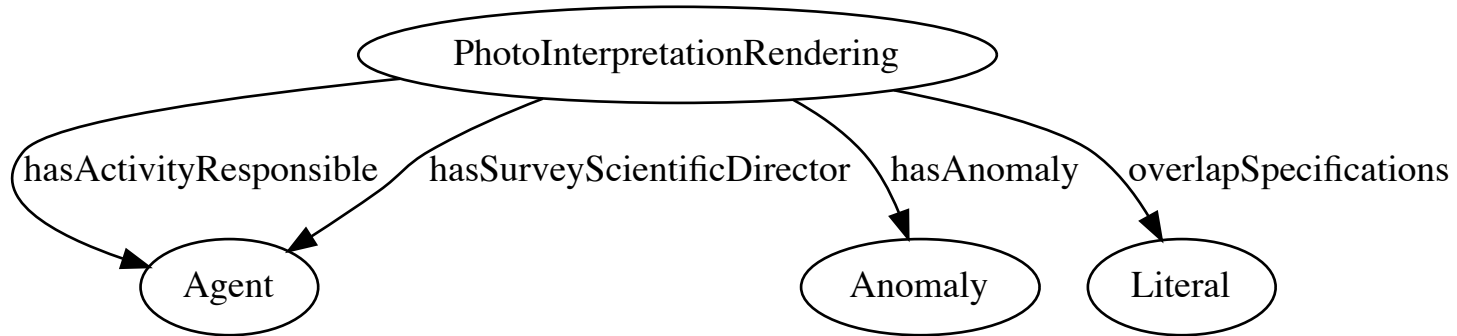 PhotoInterpretationRendering
hasActivityResponsible
hasSurveyScientificDirector
hasAnomaly
overlapSpecifications
Agent
Anomaly
Literal